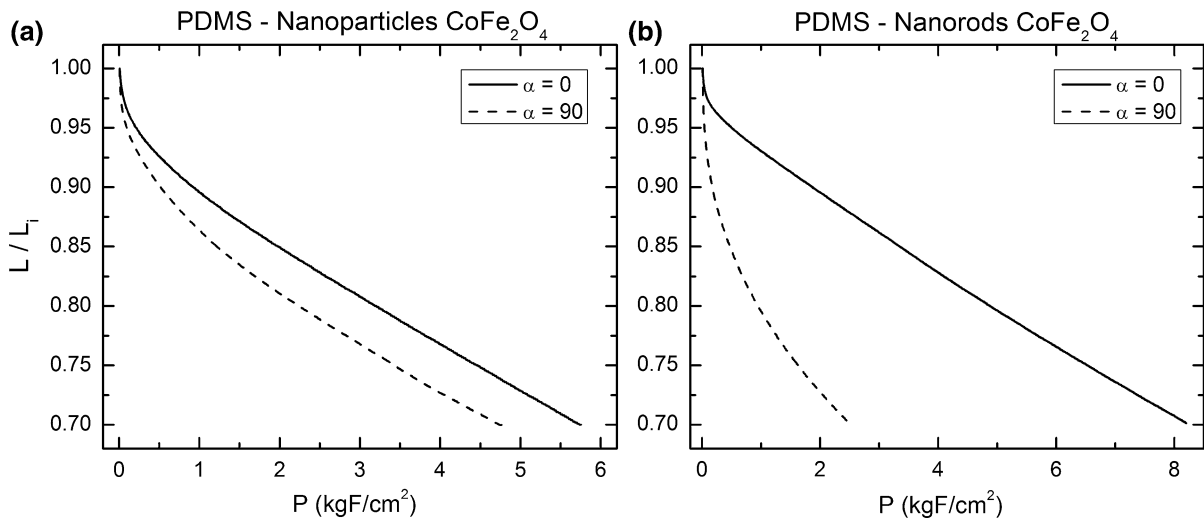 (a) PDMS - Nanoparticles CoFe₂O₄
1.00
0.95
0.90
0.85
0.80
0.75
0.70
L / Lᵢ
α = 0
α = 90
0 1 2 3 4 5 6
P (kgF/cm²)
(b) PDMS - Nanorods CoFe₂O₄
1.00
0.95
0.90
0.85
0.80
0.75
0.70
α = 0
α = 90
0 2 4 6 8
P (kgF/cm²)